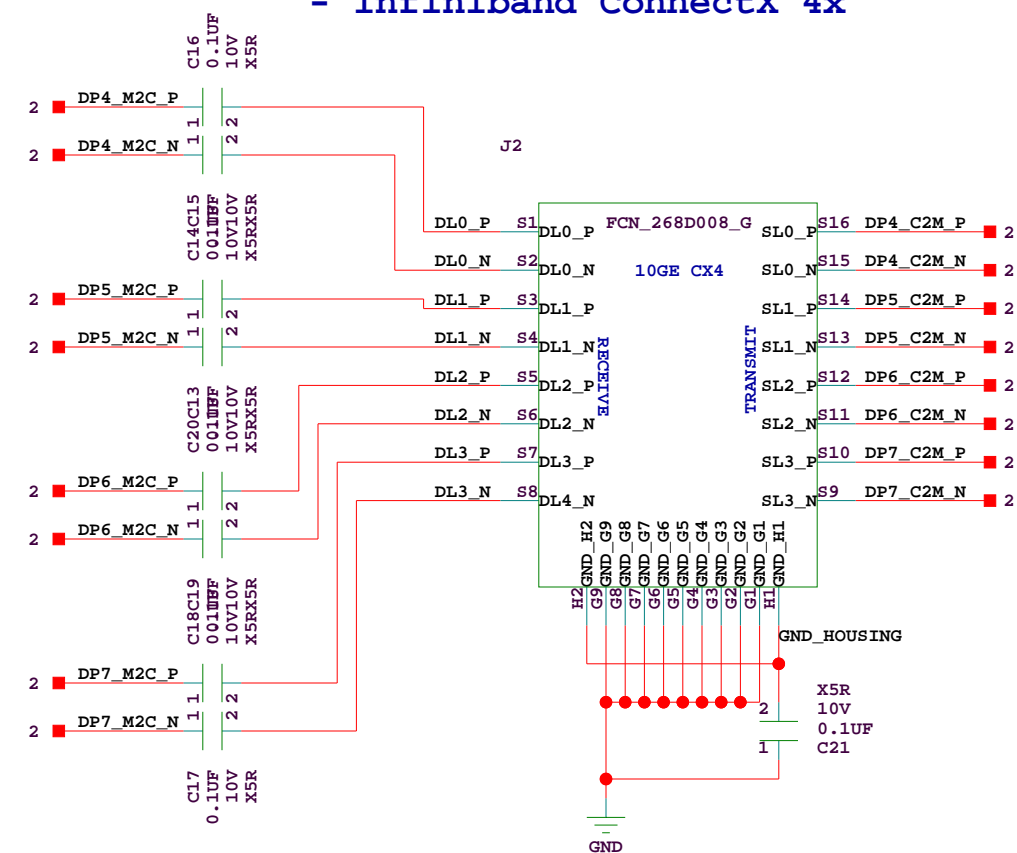 - Infiniband ConnectX 4x
C16
0.1UF
10V
X5R
2 DP4_M2C_P
1 2
2 DP4_M2C_N
1 2
J2
C14C15
10V10V
X5RX5R
2 DP5_M2C_P
1 2
2 DP5_M2C_N
1 2
C20C13
10V10V
X5RX5R
2 DP6_M2C_P
1 2
2 DP6_M2C_N
1 2
C18C19
10V10V
X5RX5R
2 DP7_M2C_P
1 2
2 DP7_M2C_N
1 2
C17
0.1UF
10V
X5R
FCN_268D008_G
10GE CX4
RECEIVE
TRANSMIT
DL0_P S1 DL0_P
DL0_N S2 DL0_N
DL1_P S3 DL1_P
DL1_N S4 DL1_N
DL2_P S5 DL2_P
DL2_N S6 DL2_N
DL3_P S7 DL3_P
DL3_N S8 DL4_N
SL0_P S16 DP4_C2M_P 2
SL0_N S15 DP4_C2M_N 2
SL1_P S14 DP5_C2M_P 2
SL1_N S13 DP5_C2M_N 2
SL2_P S12 DP6_C2M_P 2
SL2_N S11 DP6_C2M_N 2
SL3_P S10 DP7_C2M_P 2
SL3_N S9 DP7_C2M_N 2
H2 GND_H2
G9 GND_G9
G8 GND_G8
G7 GND_G7
G6 GND_G6
G5 GND_G5
G4 GND_G4
G3 GND_G3
G2 GND_G2
G1 GND_G1
H1 GND_H1
GND_HOUSING
2
1
X5R
10V
0.1UF
C21
GND